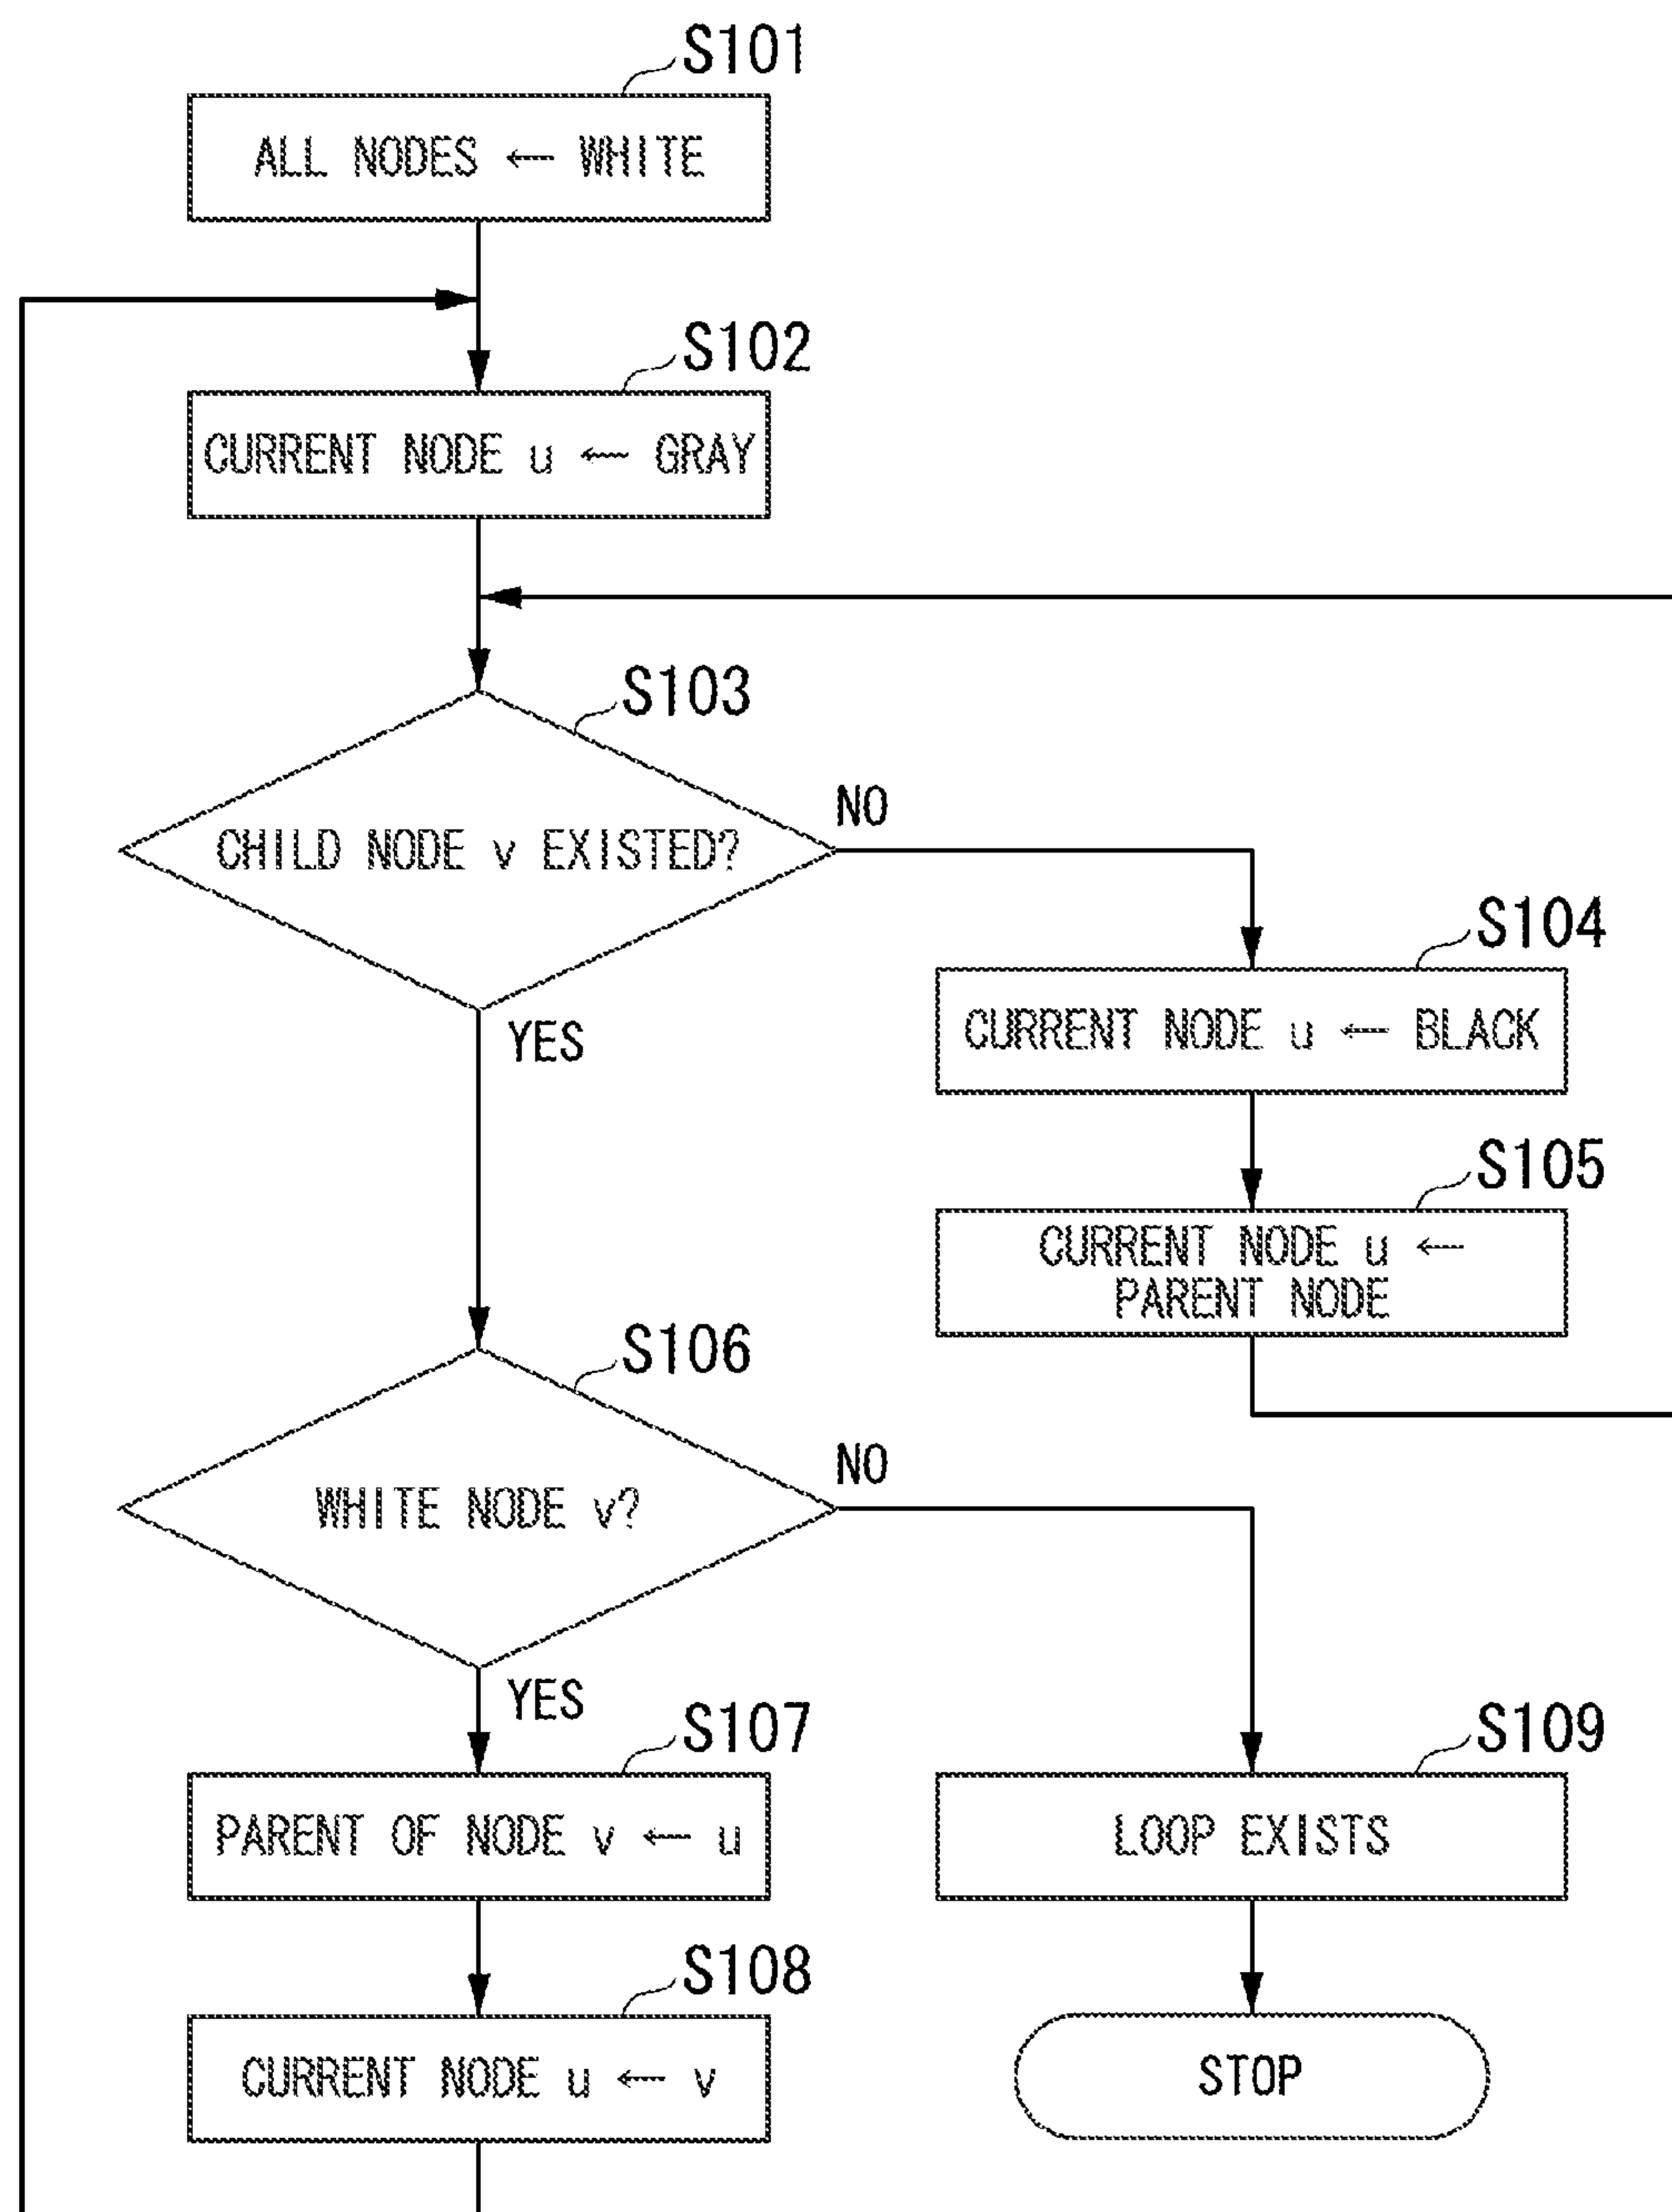 S101
ALL NODES ← WHITE
S102
CURRENT NODE u ← GRAY
S103
CHILD NODE v EXISTED?
NO
YES
S104
CURRENT NODE u ← BLACK
S105
CURRENT NODE u ←
PARENT NODE
S106
WHITE NODE v?
NO
YES
S107
PARENT OF NODE v ← u
S109
LOOP EXISTS
S108
CURRENT NODE u ← v
STOP